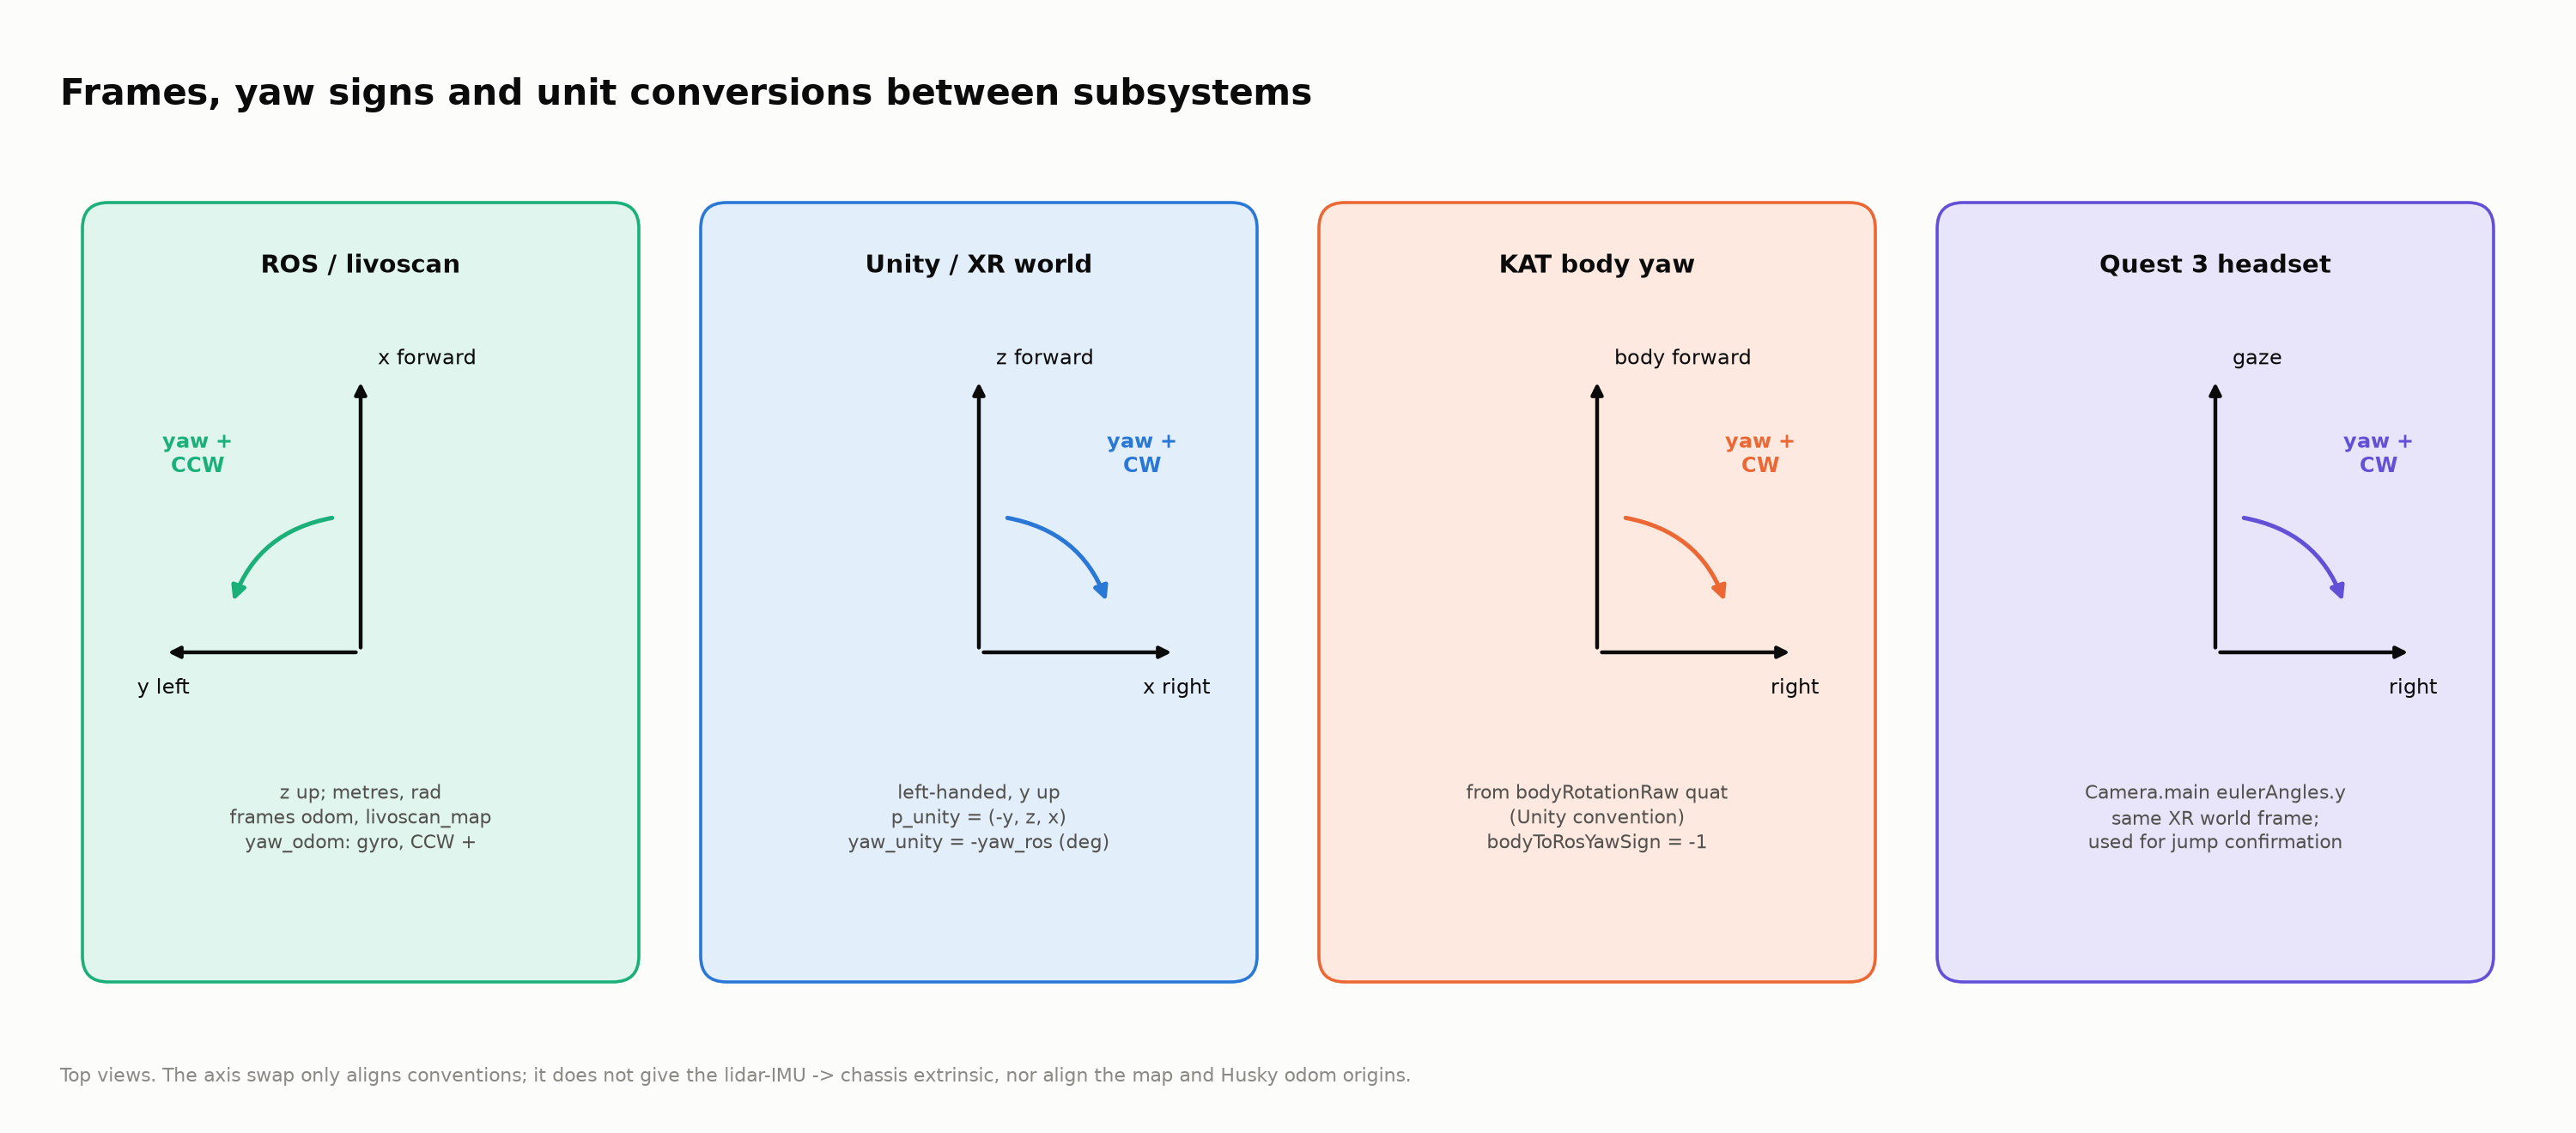 Frames, yaw signs and unit conversions between subsystems
ROS / livoscan
x forward
yaw +
CCW
y left
z up; metres, rad
frames odom, livoscan_map
yaw_odom: gyro, CCW +
Unity / XR world
z forward
yaw +
CW
x right
left-handed, y up
p_unity = (-y, z, x)
yaw_unity = -yaw_ros (deg)
KAT body yaw
body forward
yaw +
CW
right
from bodyRotationRaw quat
(Unity convention)
bodyToRosYawSign = -1
Quest 3 headset
gaze
yaw +
CW
right
Camera.main eulerAngles.y
same XR world frame;
used for jump confirmation
Top views. The axis swap only aligns conventions; it does not give the lidar-IMU -> chassis extrinsic, nor align the map and Husky odom origins.